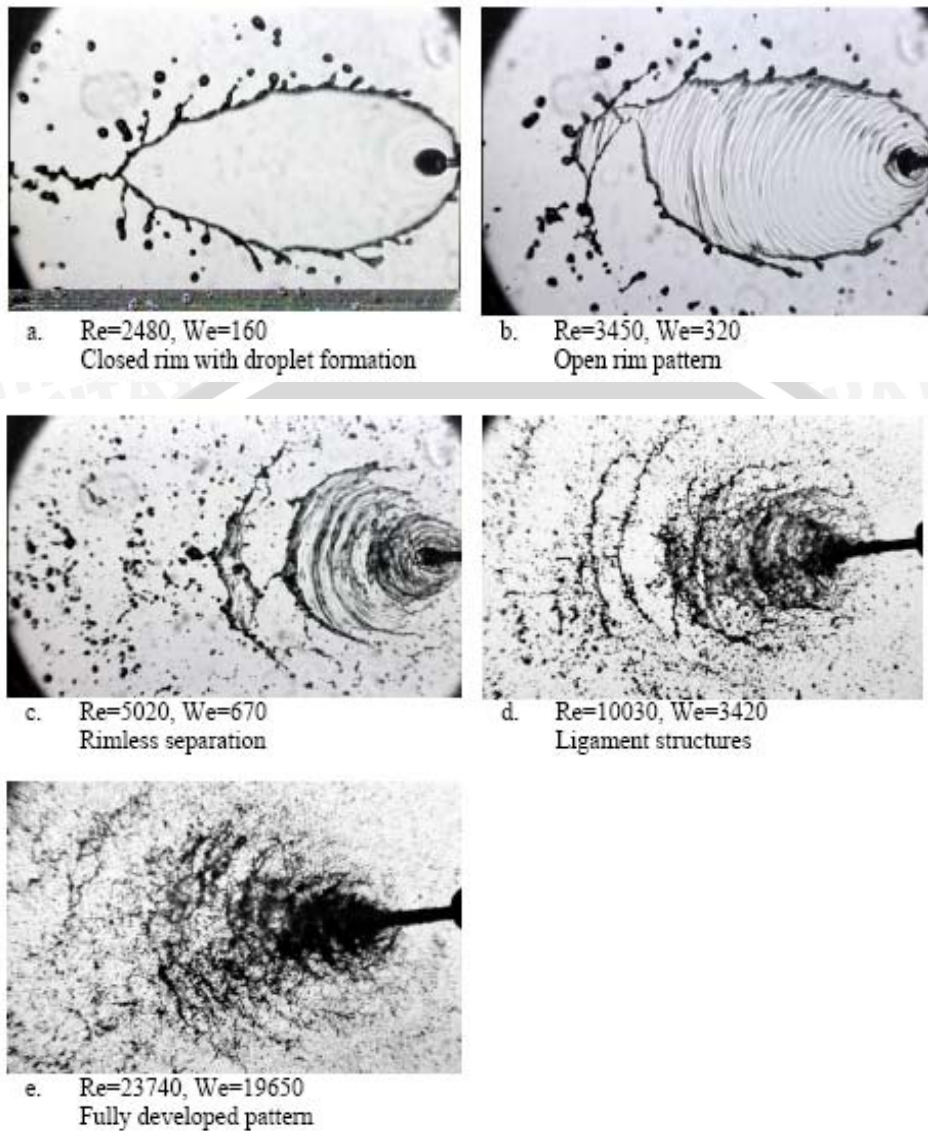 a. Re=2480, We=160
Closed rim with droplet formation
b. Re=3450, We=320
Open rim pattern
c. Re=5020, We=670
Rimless separation
d. Re=10030, We=3420
Ligament structures
e. Re=23740, We=19650
Fully developed pattern